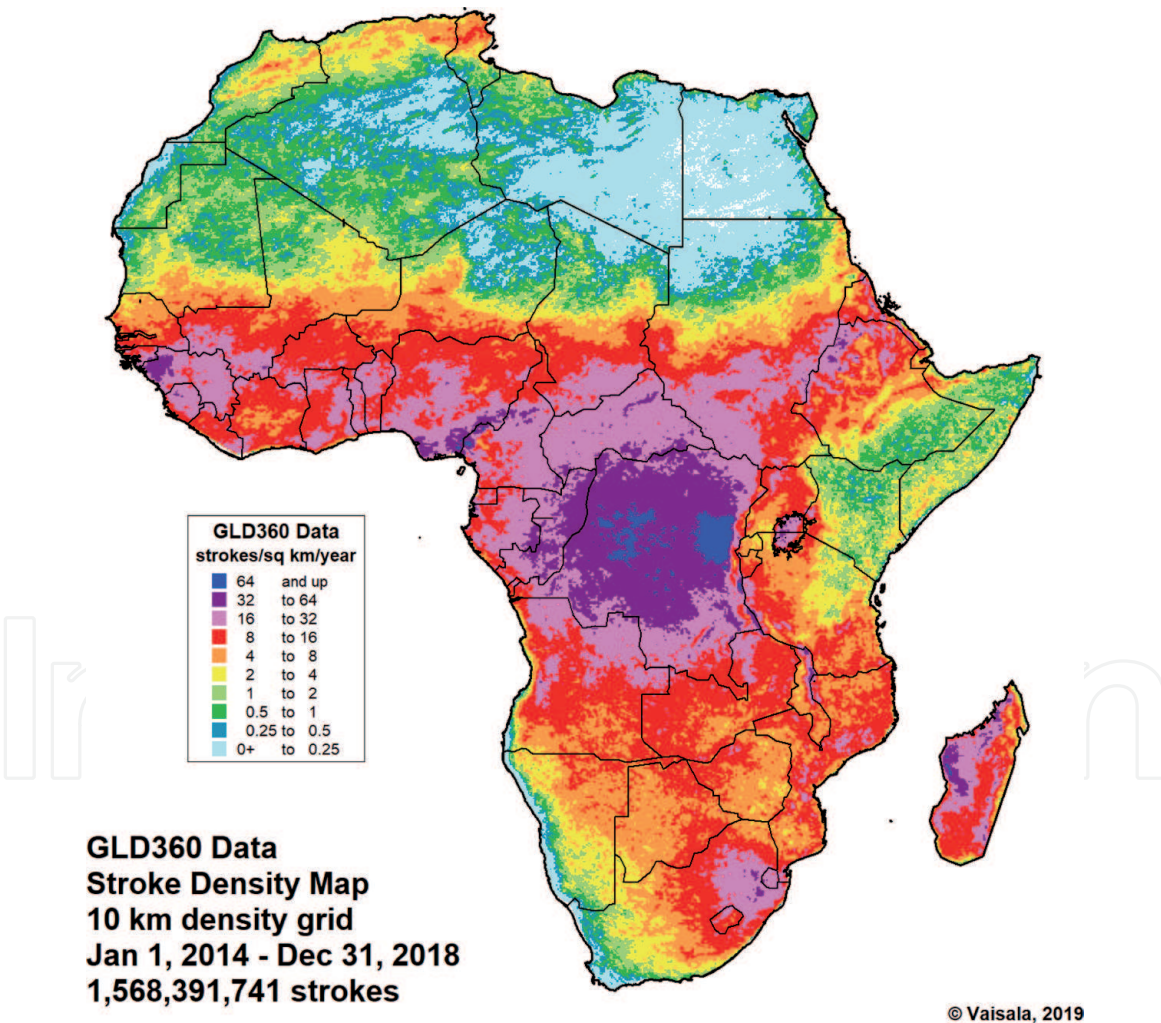 GLD360 Data
strokes/sq km/year
64 and up
32 to 64
16 to 32
8 to 16
4 to 8
2 to 4
1 to 2
0.5 to 1
0.25 to 0.5
0+ to 0.25
GLD360 Data
Stroke Density Map
10 km density grid
Jan 1, 2014 - Dec 31, 2018
1,568,391,741 strokes
© Vaisala, 2019